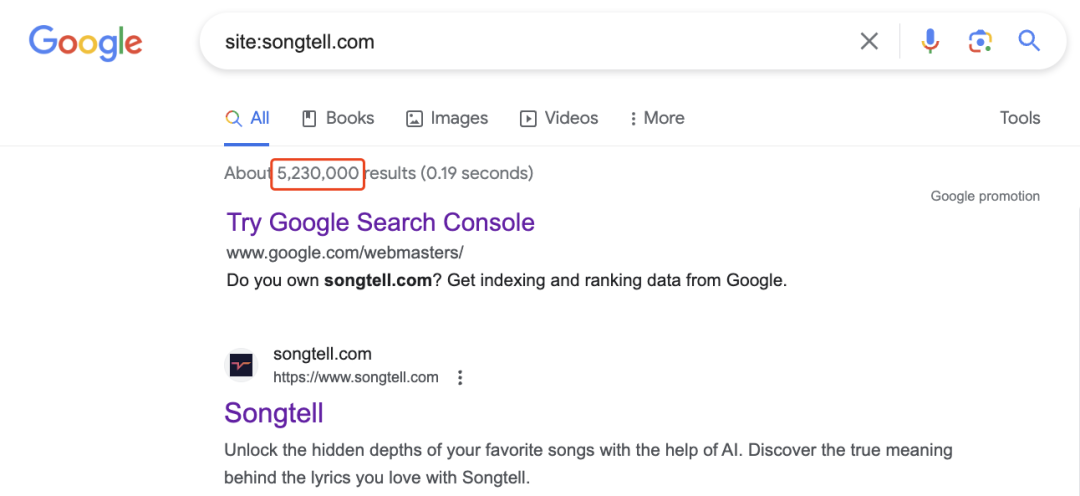 Google
site:songtell.com
All
Books
Images
Videos
More
Tools
About 5,230,000 results (0.19 seconds)
Google promotion
Try Google Search Console
www.google.com/webmasters/
Do you own songtell.com? Get indexing and ranking data from Google.
songtell.com
https://www.songtell.com
Songtell
Unlock the hidden depths of your favorite songs with the help of AI. Discover the true meaning
behind the lyrics you love with Songtell.